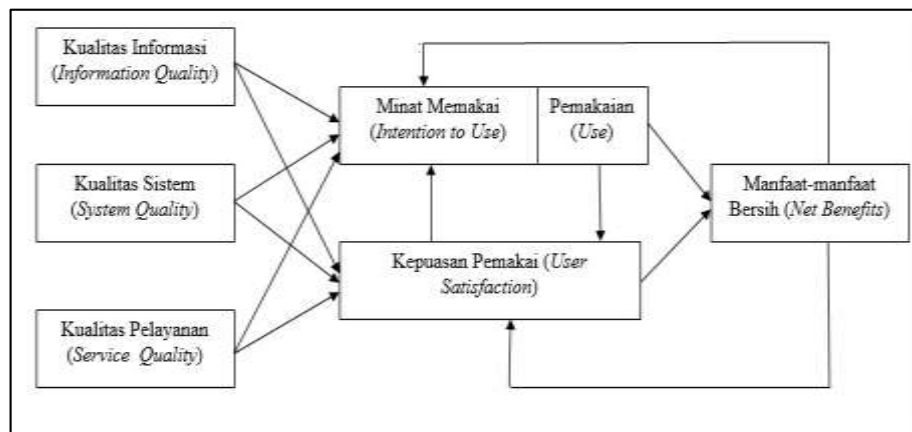 Kualitas Informasi
(Information Quality)
Minat Memakai
(Intention to Use)
Pemakaian
(Use)
Kualitas Sistem
(System Quality)
Manfaat-manfaat
Bersih (Net Benefits)
Kepuasan Pemakai (User
Satisfaction)
Kualitas Pelayanan
(Service Quality)